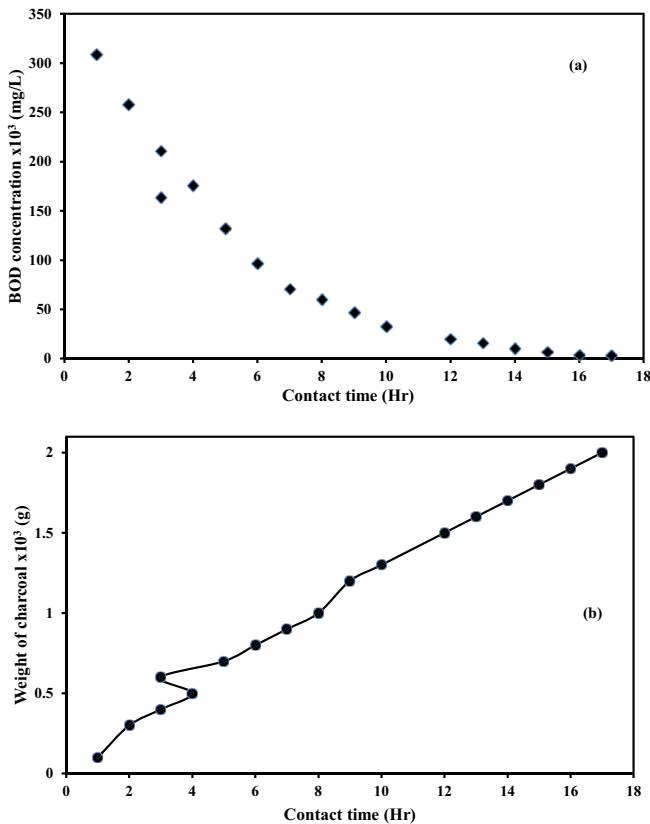 350
300
250
200
150
100
50
0
BOD concentration x10³ (mg/L)
(a)
0 2 4 6 8 10 12 14 16 18
Contact time (Hr)
2
1.5
1
0.5
0
Weight of charcoal x10³ (g)
(b)
0 2 4 6 8 10 12 14 16 18
Contact time (Hr)